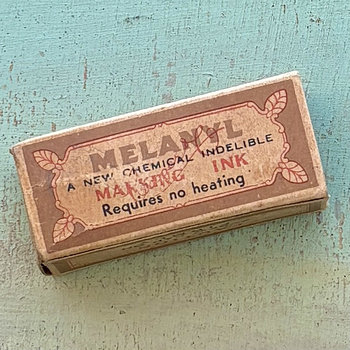 MELANYL
A NEW CHEMICAL INDELIBLE
MARKING INK
Requires no heating